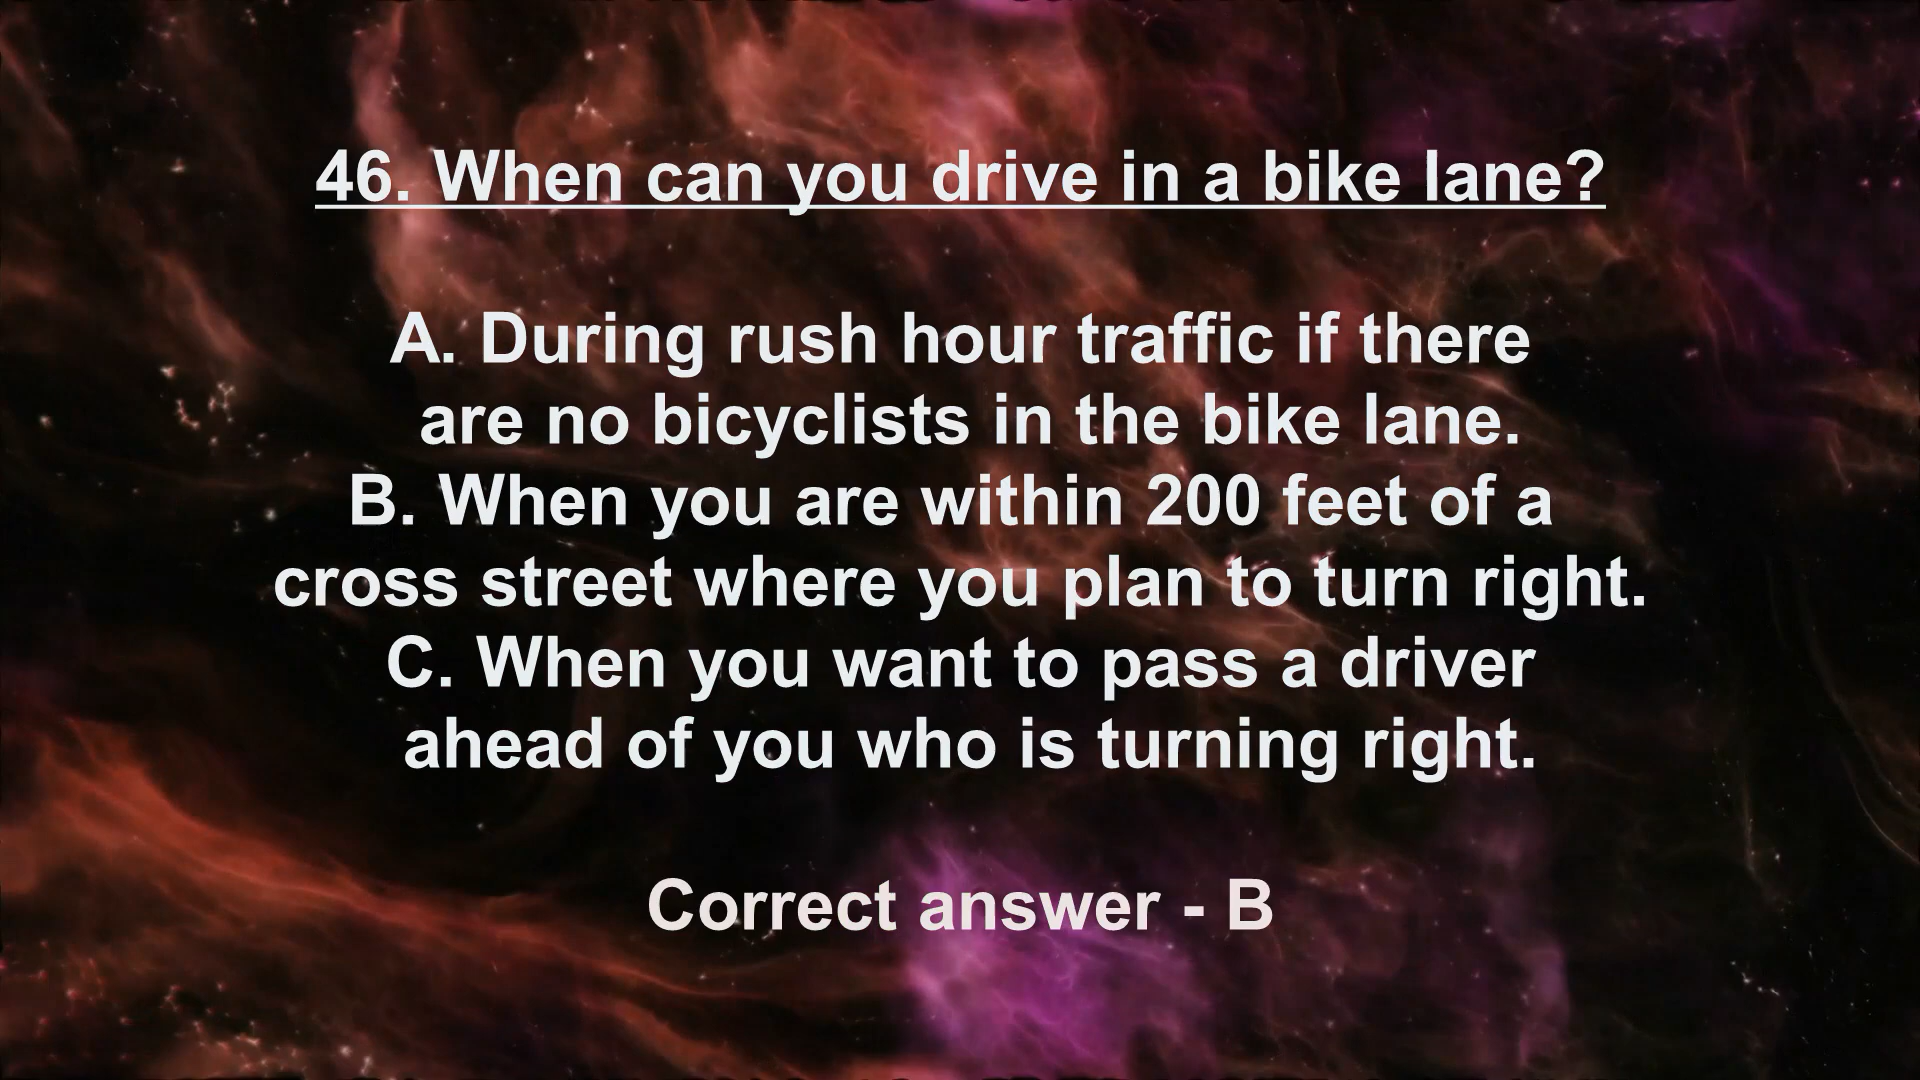 46. When can you drive in a bike lane?
A. During rush hour traffic if there
are no bicyclists in the bike lane.
B. When you are within 200 feet of a
cross street where you plan to turn right.
C. When you want to pass a driver
ahead of you who is turning right.
Correct answer - B